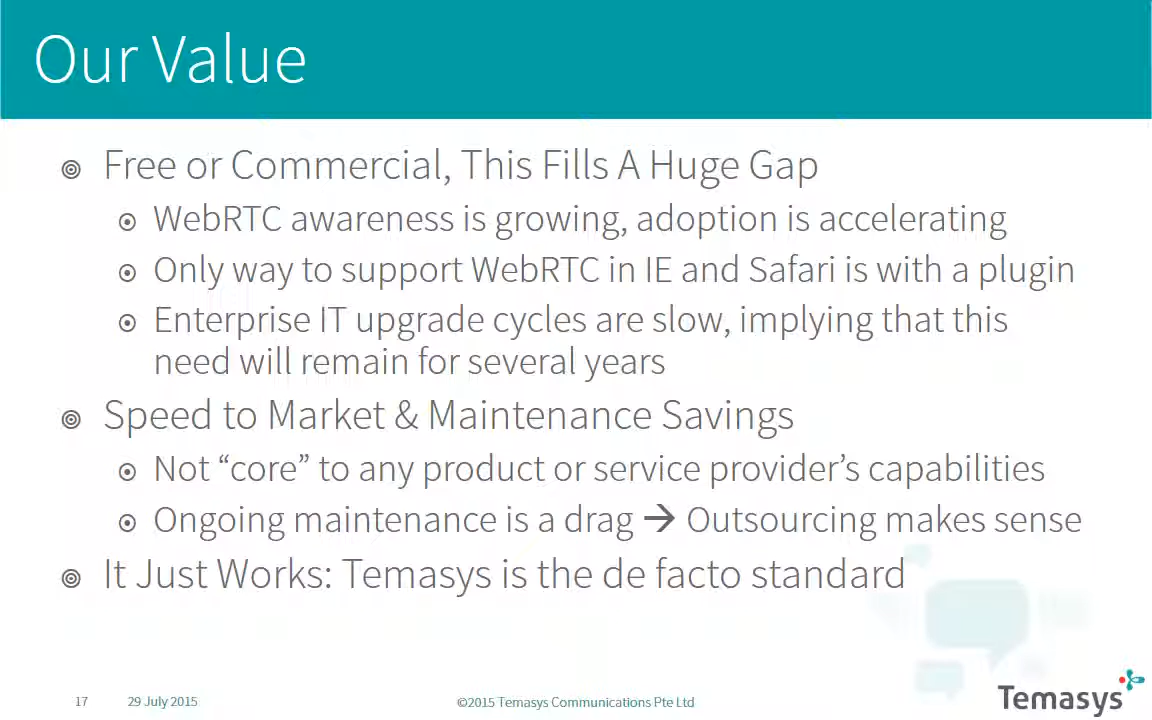 Our Value
Free or Commercial, This Fills A Huge Gap
WebRTC awareness is growing, adoption is accelerating
Only way to support WebRTC in IE and Safari is with a plugin
Enterprise IT upgrade cycles are slow, implying that this
need will remain for several years
Speed to Market & Maintenance Savings
Not “core” to any product or service provider’s capabilities
Ongoing maintenance is a drag → Outsourcing makes sense
It Just Works: Temasys is the de facto standard
17 29 July 2015 ©2015 Temasys Communications Pte Ltd Temasys